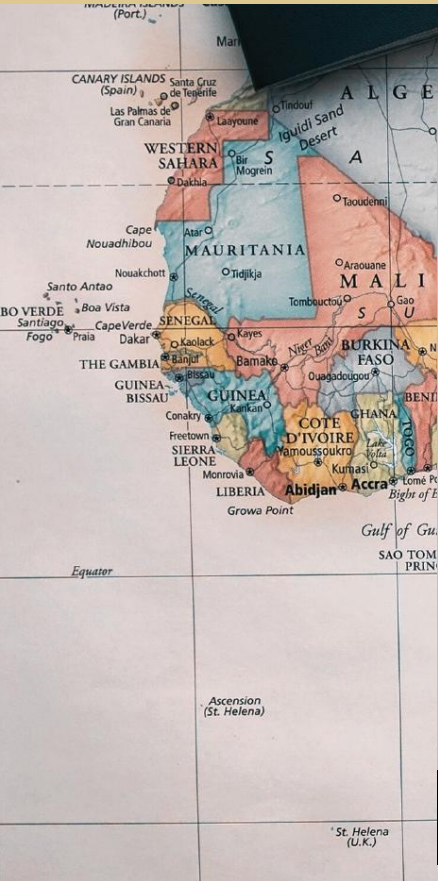 MADEIRA ISLANDS
(Port.)
CANARY ISLANDS
(Spain)
Santa Cruz
de Tenerife
Las Palmas de
Gran Canaria
Tindouf
ALGE
Iguidi Sand
Desert
Laayoune
WESTERN
SAHARA
Bir
Mogrein
S A
Dakhla
Taoudenni
Cape
Nouadhibou
Atar
MAURITANIA
Nouakchott
Tidjikja
Araouane
MALI
Santo Antao
Boa Vista
BO VERDE
Santiago
Fogo
Praia
Tombouctou
Gao
S U
Senegal
Cape Verde
SENEGAL
Dakar
Kaolack
Kayes
THE GAMBIA
Banjul
Bamako
Niger
Bani
BURKINA
FASO
N
Bissau
GUINEA-
BISSAU
Ouagadougou
GUINEA
Kankan
BENI
Conakry
GHANA
TOGO
Freetown
COTE
D'IVOIRE
SIERRA
LEONE
Yamoussoukro
Lake
Volta
Kumasi
Monrovia
Lomé
Po
LIBERIA
Abidjan
Accra
Bight of B
Growa Point
Gulf of Gu
SAO TOM
PRIN
Equator
Ascension
(St. Helena)
St. Helena
(U.K.)